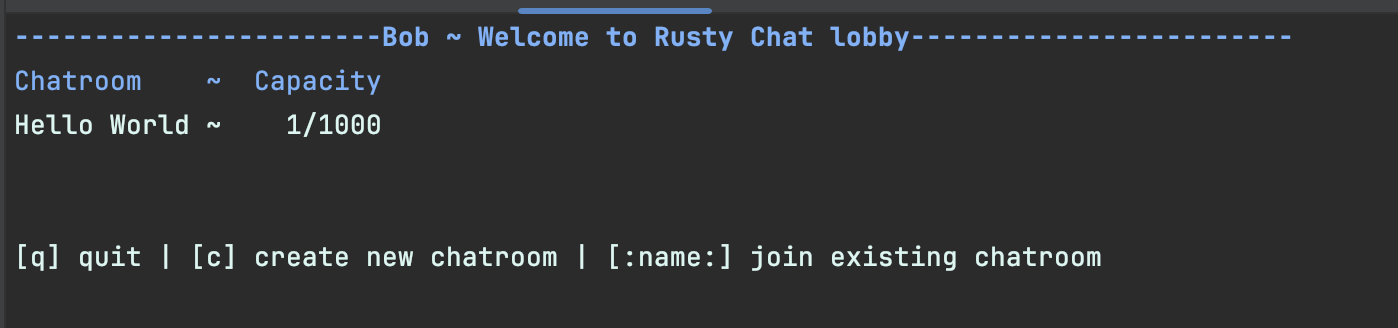 -----------------------Bob ~ Welcome to Rusty Chat lobby------------------------
Chatroom    ~  Capacity
Hello World ~    1/1000
[q] quit | [c] create new chatroom | [:name:] join existing chatroom